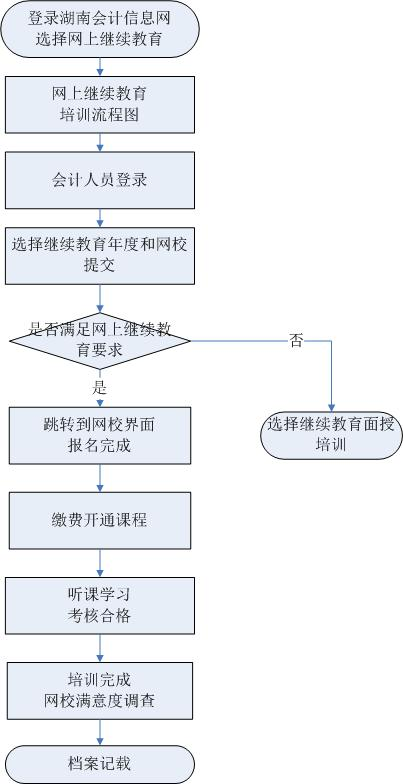 登录湖南会计信息网
选择网上继续教育
网上继续教育
培训流程图
会计人员登录
选择继续教育年度和网校
提交
是否满足网上继续教
育要求
否
是
跳转到网校界面
报名完成
选择继续教育面授
培训
缴费开通课程
听课学习
考核合格
培训完成
网校满意度调查
档案记载